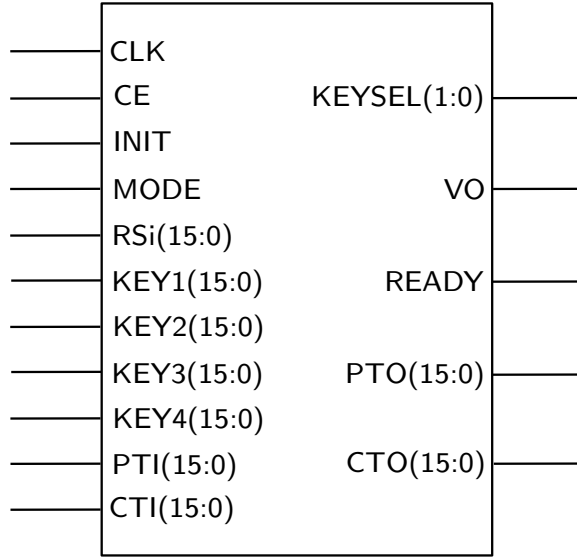 CLK
CE
INIT
MODE
RSi(15:0)
KEY1(15:0)
KEY2(15:0)
KEY3(15:0)
KEY4(15:0)
PTI(15:0)
CTI(15:0)
KEYSEL(1:0)
VO
READY
PTO(15:0)
CTO(15:0)